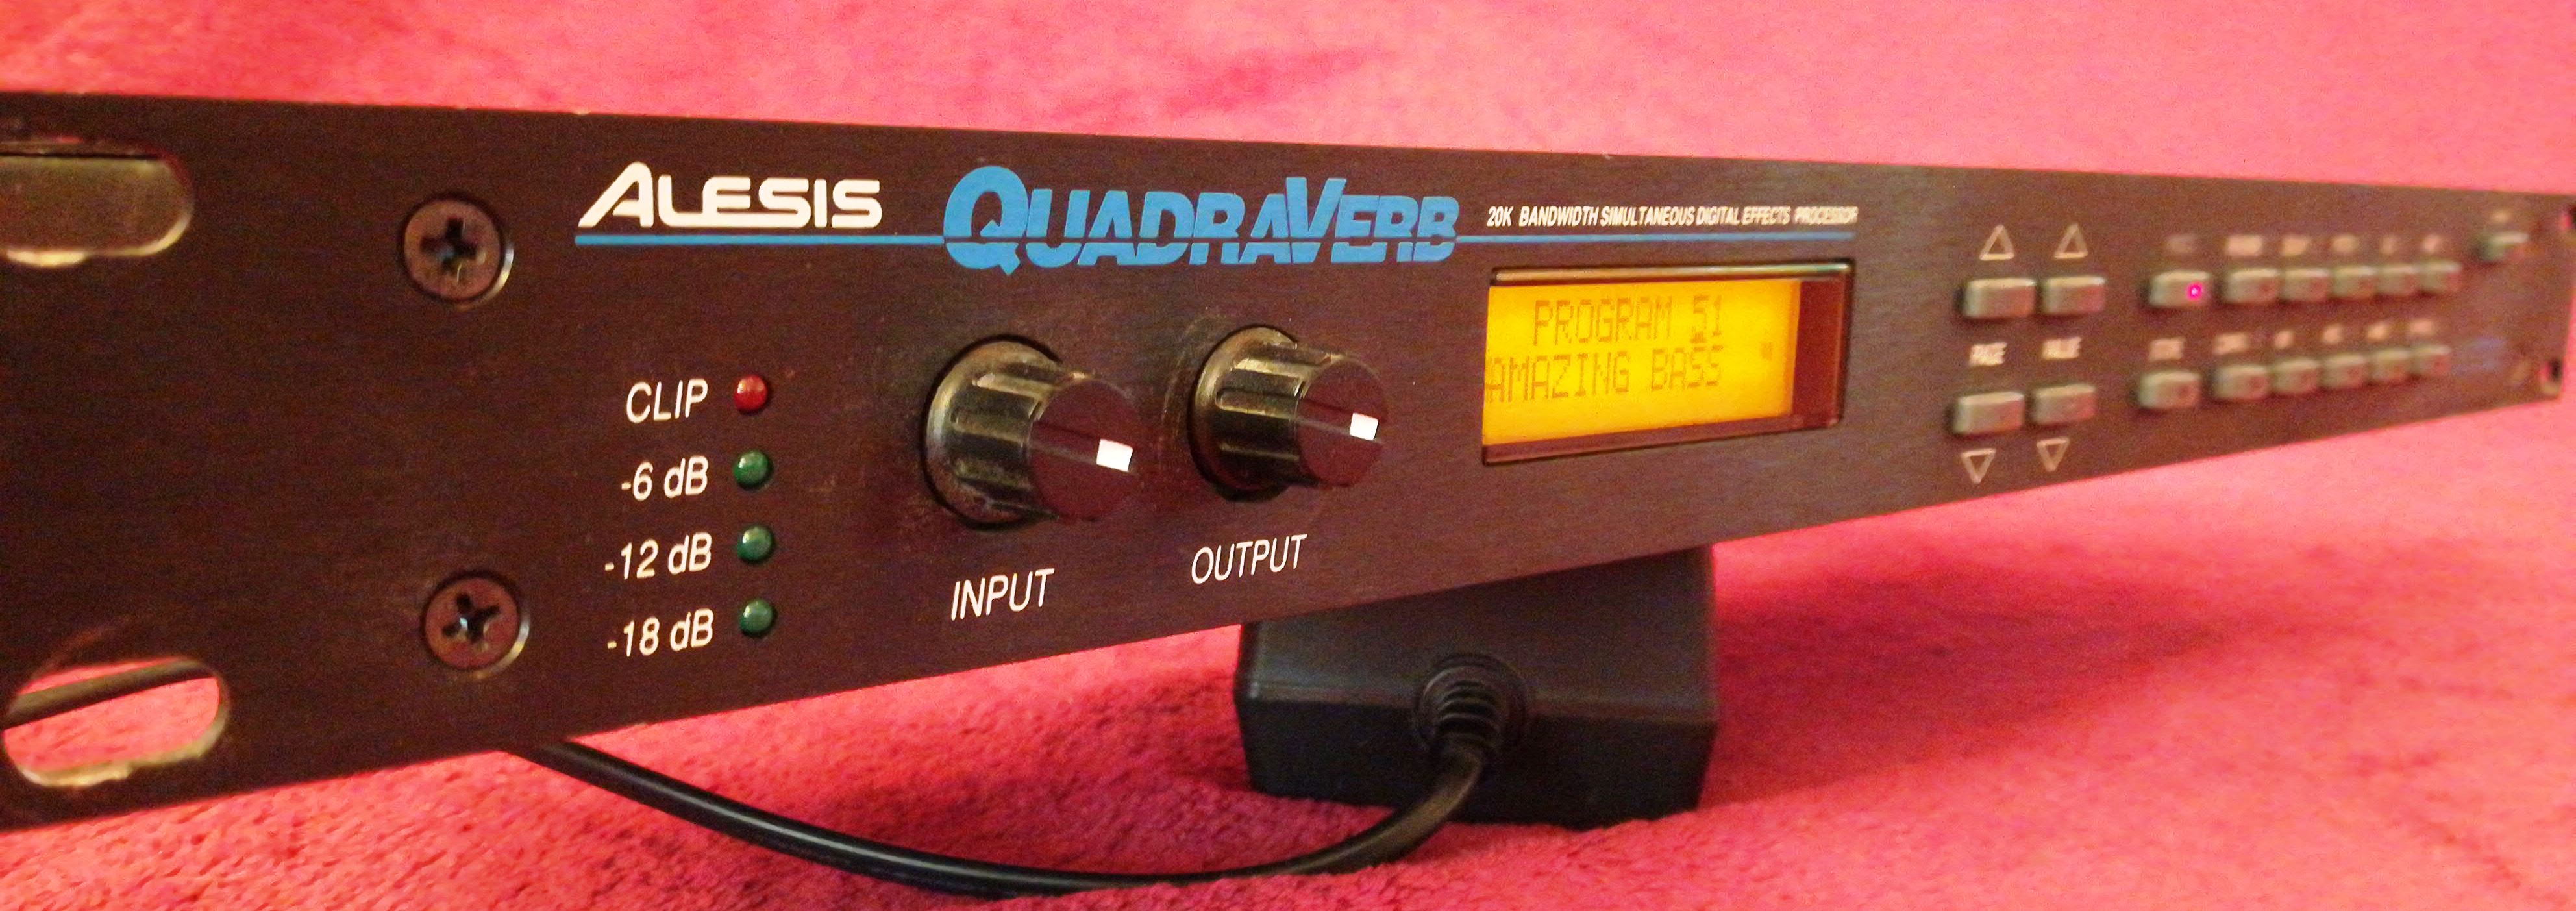 ALESIS QUADRAVERB 20K BANDWIDTH SIMULTANEOUS DIGITAL EFFECTS PROCESSOR
PROGRAM 51
AMAZING BASS
CLIP
-6 dB
-12 dB
-18 dB
INPUT
OUTPUT
PAGE
VALUE